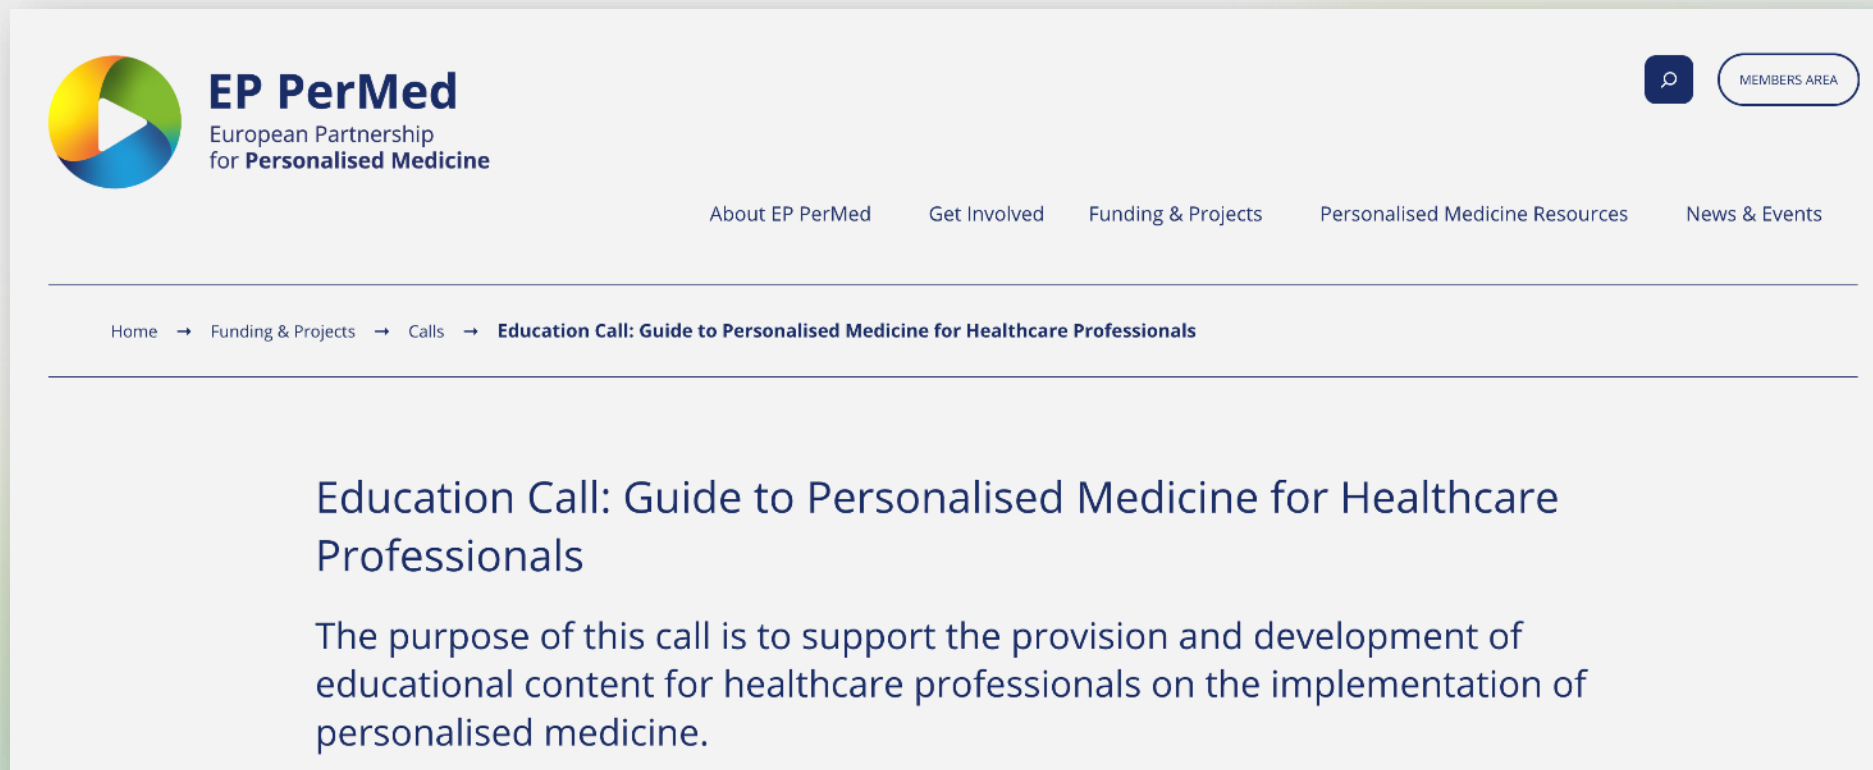 EP PerMed
European Partnership
for Personalised Medicine
MEMBERS AREA
About EP PerMed Get Involved Funding & Projects Personalised Medicine Resources News & Events
Home → Funding & Projects → Calls → Education Call: Guide to Personalised Medicine for Healthcare Professionals
Education Call: Guide to Personalised Medicine for Healthcare
Professionals
The purpose of this call is to support the provision and development of
educational content for healthcare professionals on the implementation of
personalised medicine.